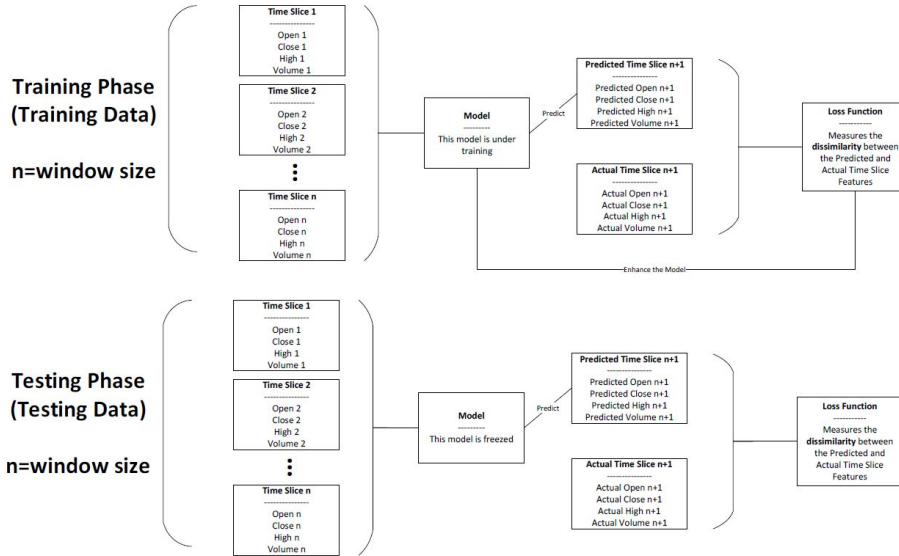 Training Phase
(Training Data)
n=window size
Time Slice 1
---------------
Open 1
Close 1
High 1
Volume 1
Time Slice 2
---------------
Open 2
Close 2
High 2
Volume 2
Time Slice n
---------------
Open n
Close n
High n
Volume n
Model
---------
This model is under
training
Predict
Predicted Time Slice n+1
---------------
Predicted Open n+1
Predicted Close n+1
Predicted High n+1
Predicted Volume n+1
Actual Time Slice n+1
---------------
Actual Open n+1
Actual Close n+1
Actual High n+1
Actual Volume n+1
Loss Function
-----------
Measures the
dissimilarity between
the Predicted and
Actual Time Slice
Features
Enhance the Model
Testing Phase
(Testing Data)
n=window size
Time Slice 1
---------------
Open 1
Close 1
High 1
Volume 1
Time Slice 2
---------------
Open 2
Close 2
High 2
Volume 2
Time Slice n
---------------
Open n
Close n
High n
Volume n
Model
---------
This model is freezed
Predict
Predicted Time Slice n+1
---------------
Predicted Open n+1
Predicted Close n+1
Predicted High n+1
Predicted Volume n+1
Actual Time Slice n+1
---------------
Actual Open n+1
Actual Close n+1
Actual High n+1
Actual Volume n+1
Loss Function
-----------
Measures the
dissimilarity between
the Predicted and
Actual Time Slice
Features